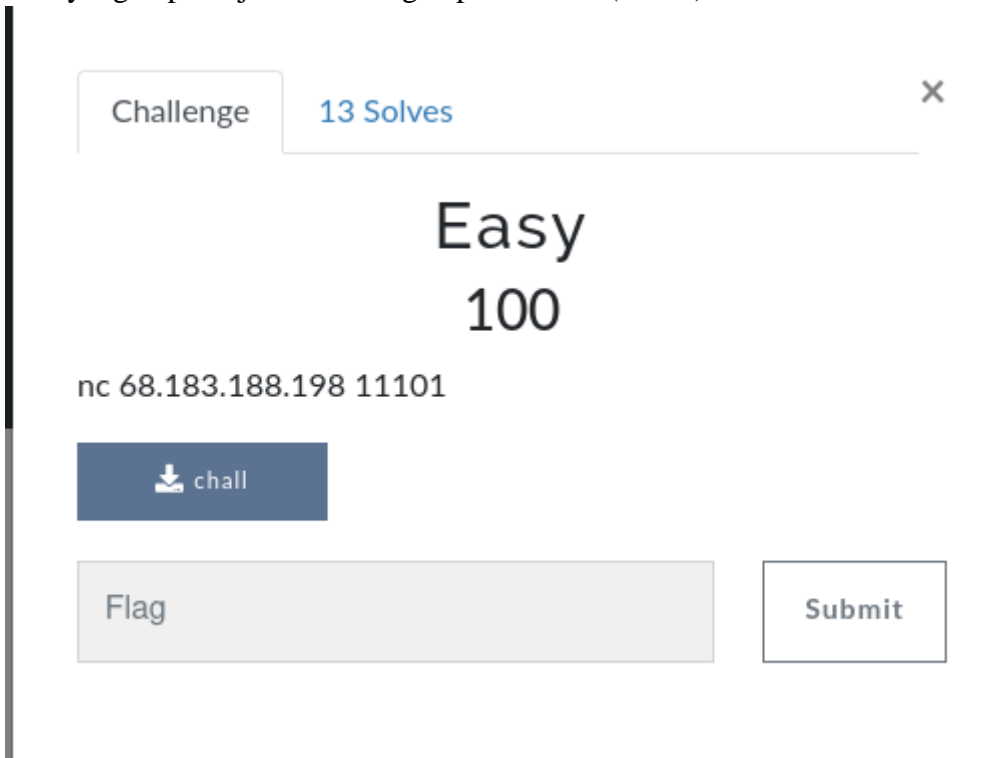 Challenge
13 Solves
×
Easy
100
nc 68.183.188.198 11101
chall
Flag
Submit